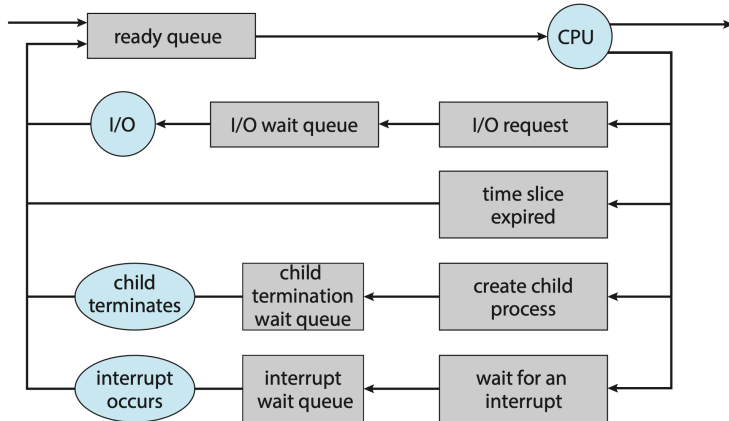 ready queue
CPU
I/O
I/O wait queue
I/O request
time slice
expired
child
terminates
child
termination
wait queue
create child
process
interrupt
occurs
interrupt
wait queue
wait for an
interrupt